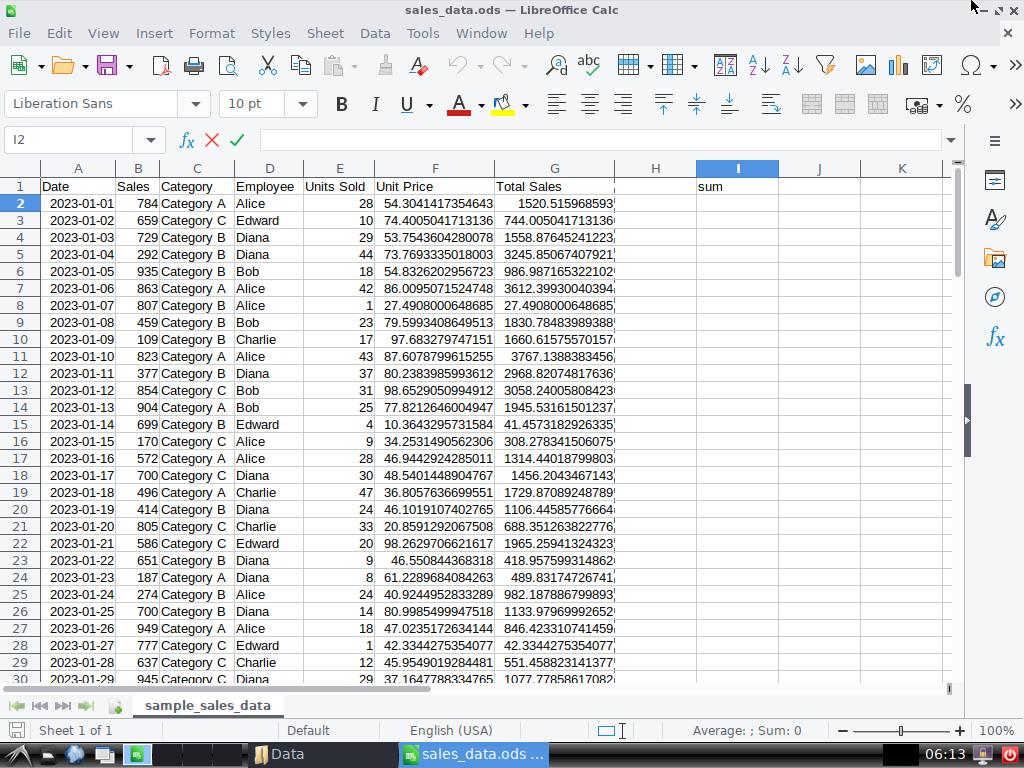 sales_data.ods — LibreOffice Calc
File Edit View Insert Format Styles Sheet Data Tools Window Help
Liberation Sans 10 pt B I U A %
I2 fx
A B C D E F G H I J K
1 Date Sales Category Employee Units Sold Unit Price Total Sales sum
2 2023-01-01 784 Category A Alice 28 54.3041417354643 1520.515968593
3 2023-01-02 659 Category C Edward 10 74.4005041713136 744.0050417131360
4 2023-01-03 729 Category B Diana 29 53.7543604280078 1558.87645241223
5 2023-01-04 292 Category B Diana 44 73.7693335018003 3245.85067407921
6 2023-01-05 935 Category B Bob 18 54.8326202956723 986.9871653221020
7 2023-01-06 863 Category A Alice 42 86.0095071524748 3612.39930040394
8 2023-01-07 807 Category B Alice 1 27.4908000648685 27.4908000648685
9 2023-01-08 459 Category B Bob 23 79.5993408649513 1830.78483989388
10 2023-01-09 109 Category B Charlie 17 97.683279747151 1660.61575570157
11 2023-01-10 823 Category A Alice 43 87.6078799615255 3767.1388383456
12 2023-01-11 377 Category B Diana 37 80.2383985993612 2968.82074817636
13 2023-01-12 854 Category C Bob 31 98.6529050994912 3058.240058084230
14 2023-01-13 904 Category A Bob 25 77.8212646004947 1945.53161501237
15 2023-01-14 699 Category B Edward 4 10.3643295731584 41.4573182926335
16 2023-01-15 170 Category C Alice 9 34.2531490562306 308.2783415060750
17 2023-01-16 572 Category A Alice 28 46.9442924285011 1314.44018799803
18 2023-01-17 700 Category C Diana 30 48.5401448904767 1456.2043467143
19 2023-01-18 496 Category A Charlie 47 36.8057636699551 1729.87089248789
20 2023-01-19 414 Category B Diana 24 46.1019107402765 1106.44585776664
21 2023-01-20 805 Category C Charlie 33 20.8591292067508 688.351263822776
22 2023-01-21 586 Category C Edward 20 98.2629706621617 1965.25941324323
23 2023-01-22 651 Category B Diana 9 46.550844368318 418.9575993148620
24 2023-01-23 187 Category A Diana 8 61.2289684084263 489.83174726741
25 2023-01-24 274 Category B Alice 24 40.9244952833289 982.187886799893
26 2023-01-25 700 Category B Diana 14 80.9985499947518 1133.979699926520
27 2023-01-26 949 Category A Alice 18 47.0235172634144 846.423310741459
28 2023-01-27 777 Category C Edward 1 42.3344275354077 42.3344275354077
29 2023-01-28 637 Category C Charlie 12 45.9549019284481 551.458823141377
30 2023-01-29 945 Category C Diana 29 37.1647788334765 1077.778586170820
sample_sales_data
Sheet 1 of 1 Default English (USA) Average: ; Sum: 0 100%
Data sales_data.ods ... 06:13